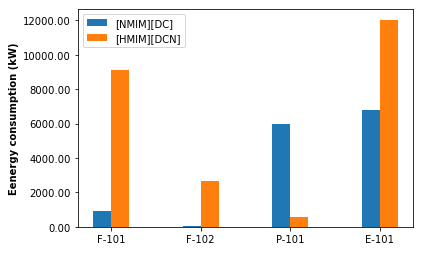 [NMIM][DC]
[HMIM][DCN]
Eenergy consumption (kW)
12000.00
10000.00
8000.00
6000.00
4000.00
2000.00
0.00
F-101
F-102
P-101
E-101